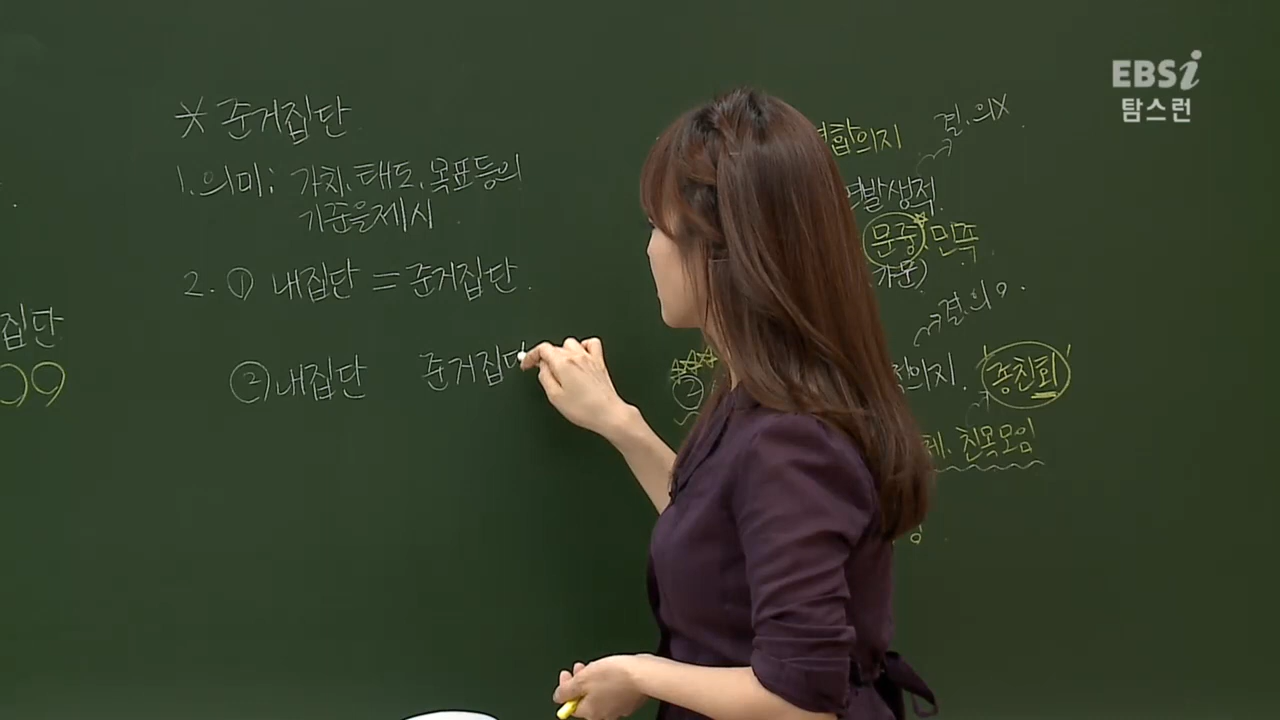 EBSi
탐스런
집단
※ 준거집단
1. 의미: 가치, 태도, 목표등의
기준을제시
2. ① 내집단 = 준거집단.
② 내집단 준거집단
합의지
결.의X
발생적
문중, 민족
가문)
결.의O.
②
의지. 종친회
친목모임